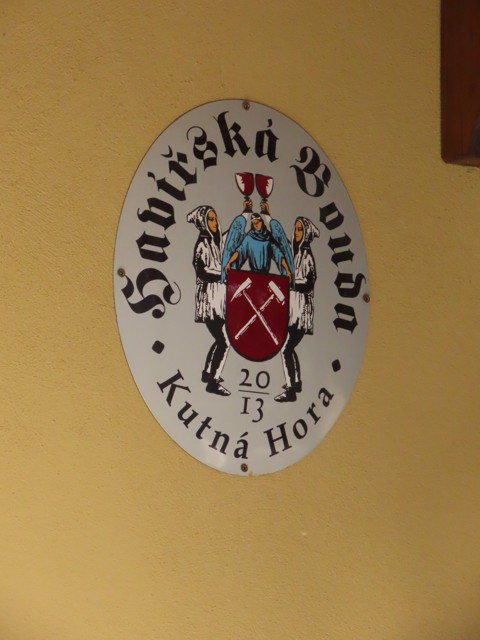 Havířská Bouda
20
13
• Kutná Hora •